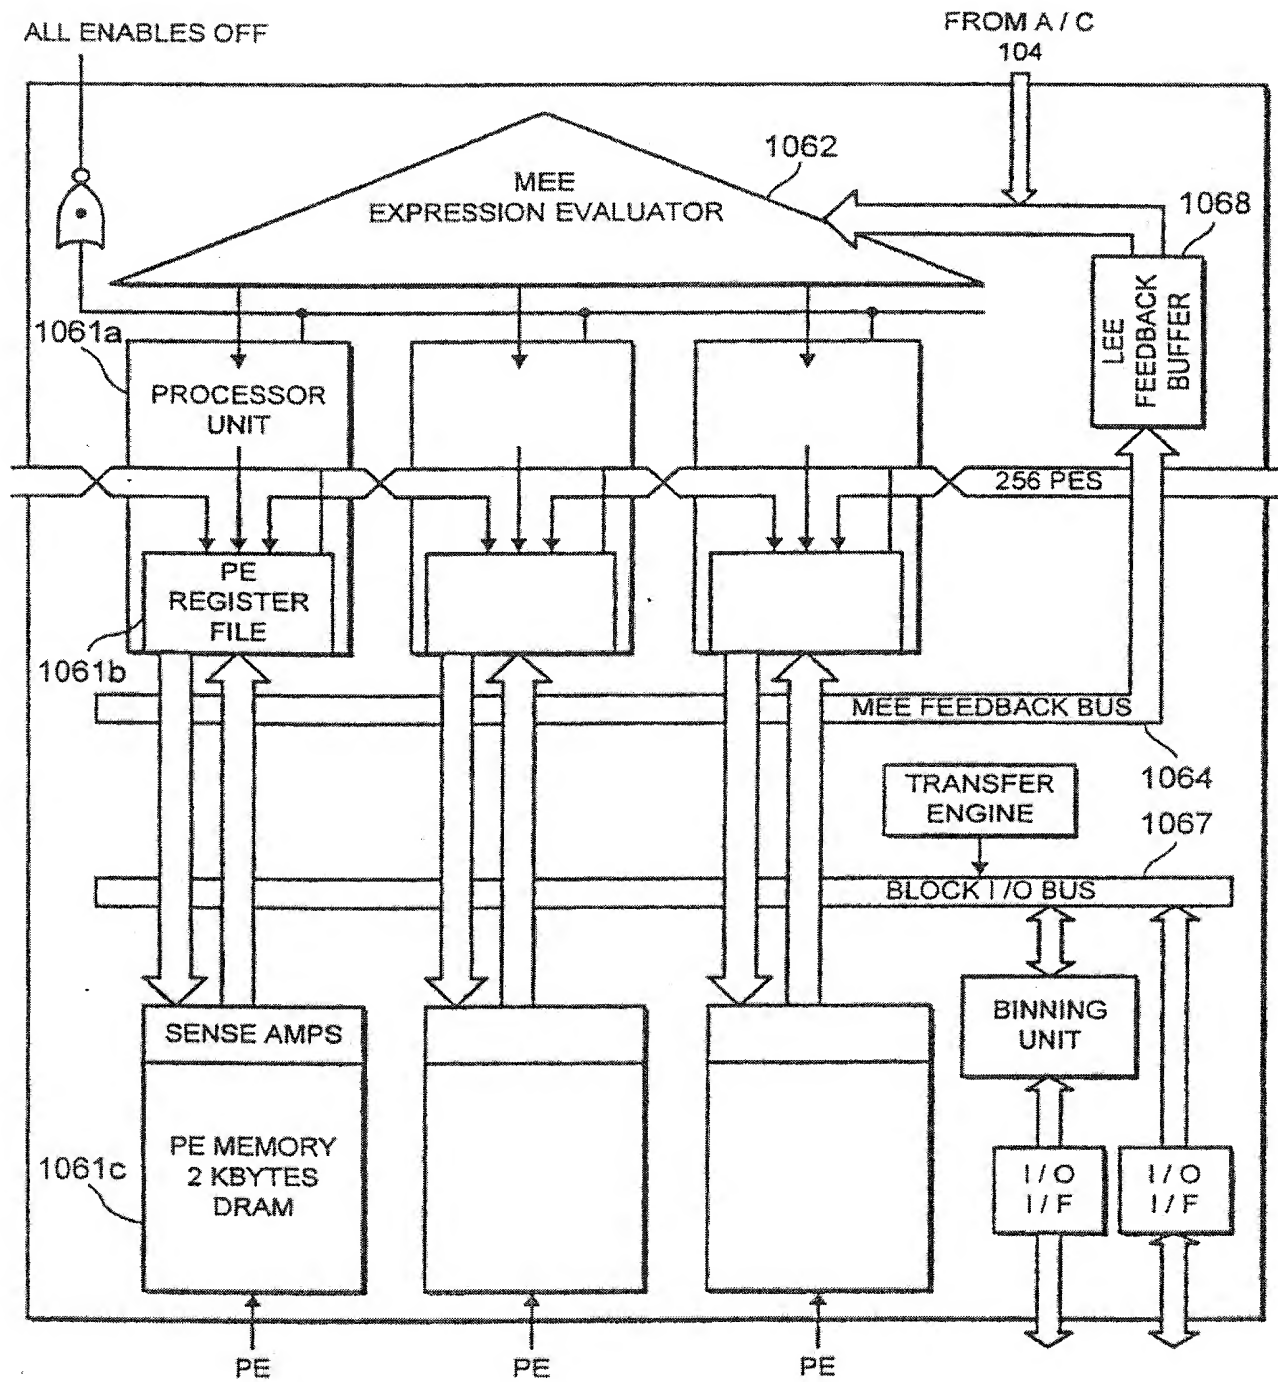 ALL ENABLES OFF
FROM A / C
104
1062
MEE
EXPRESSION EVALUATOR
1068
LEE
FEEDBACK
BUFFER
1061a
PROCESSOR
UNIT
256 PES
PE
REGISTER
FILE
1061b
MEE FEEDBACK BUS
1064
TRANSFER
ENGINE
1067
BLOCK I /O BUS
SENSE AMPS
BINNING
UNIT
PE MEMORY
2 KBYTES
DRAM
1061c
I / O
I / F
I / O
I / F
PE
PE
PE